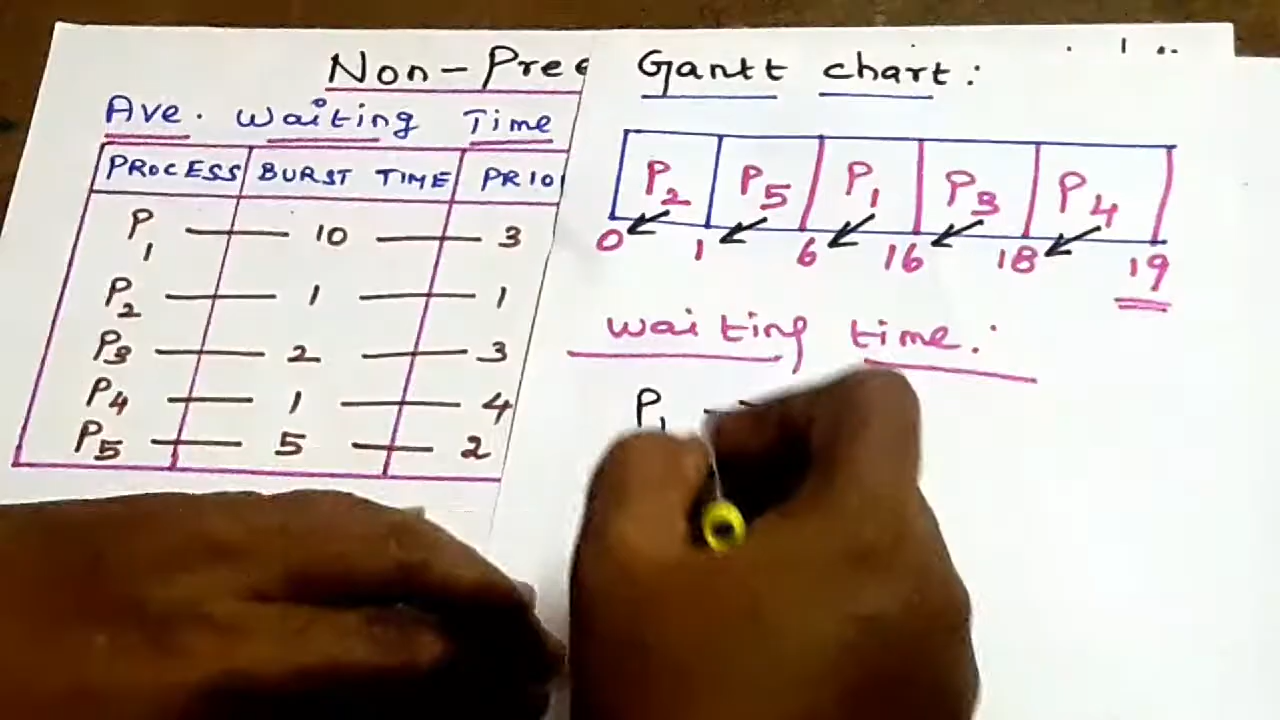 Non-Pree
Ave. Waiting Time
PROCESS BURST TIME PRIO
P1 10 3
P2 1 1
P3 2 3
P4 1 4
P5 5 2
Gantt chart:
P2 P5 P1 P3 P4
0 1 6 16 18 19
waiting time:
P1